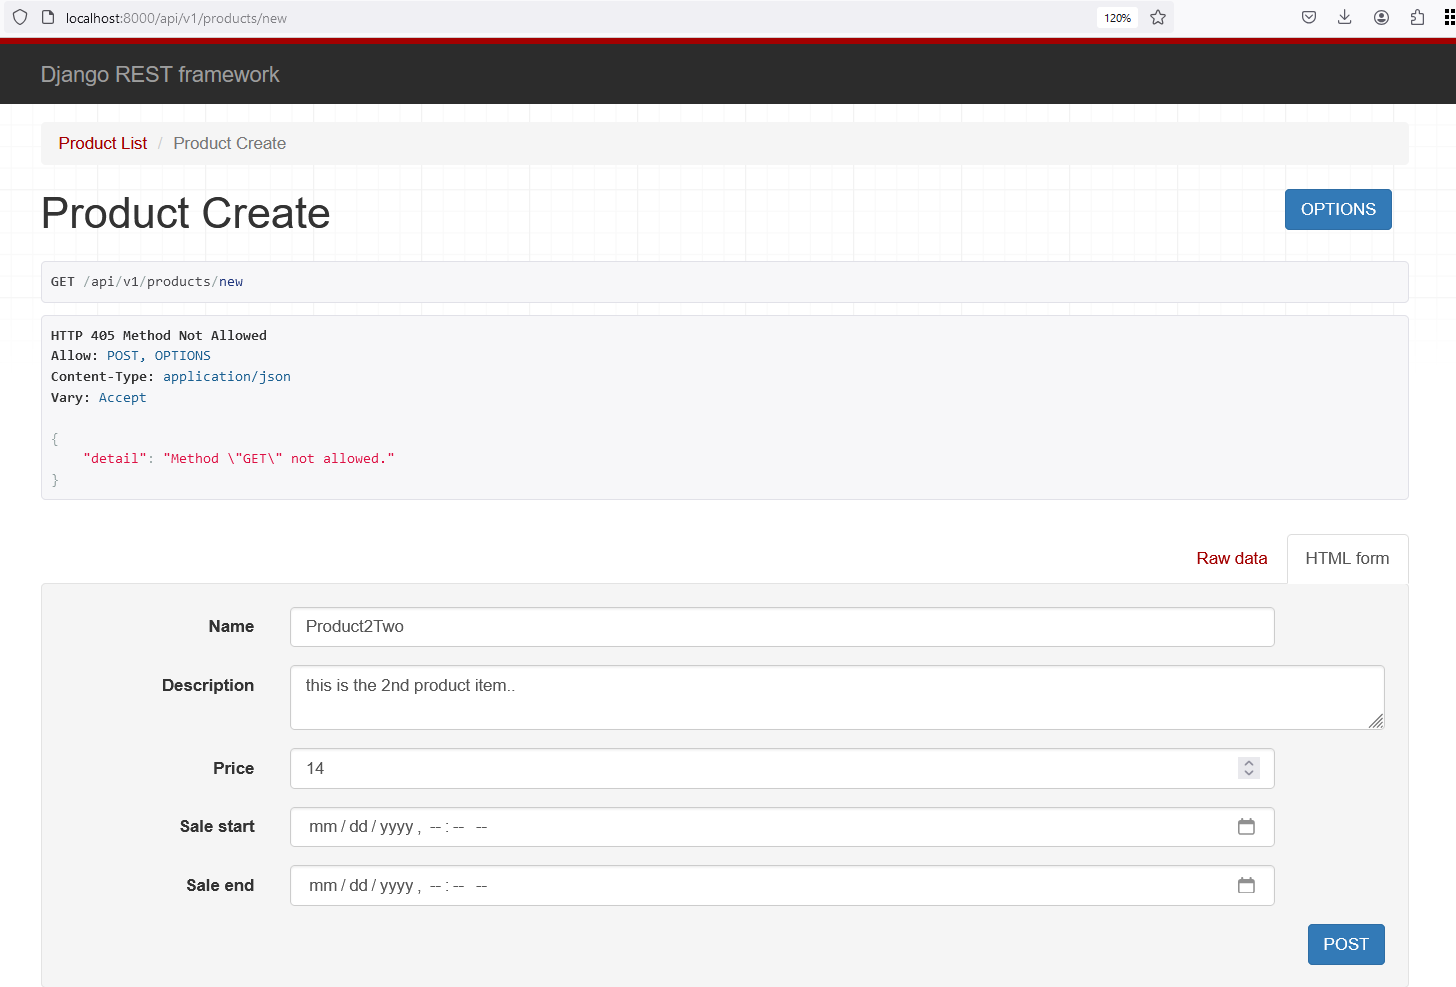 localhost:8000/api/v1/products/new
120%
Django REST framework
Product List / Product Create
Product Create
OPTIONS
GET /api/v1/products/new
HTTP 405 Method Not Allowed
Allow: POST, OPTIONS
Content-Type: application/json
Vary: Accept
{
    "detail": "Method \"GET\" not allowed."
}
Raw data
HTML form
Name
Product2Two
Description
this is the 2nd product item..
Price
14
Sale start
mm / dd / yyyy , -- : -- --
Sale end
mm / dd / yyyy , -- : -- --
POST